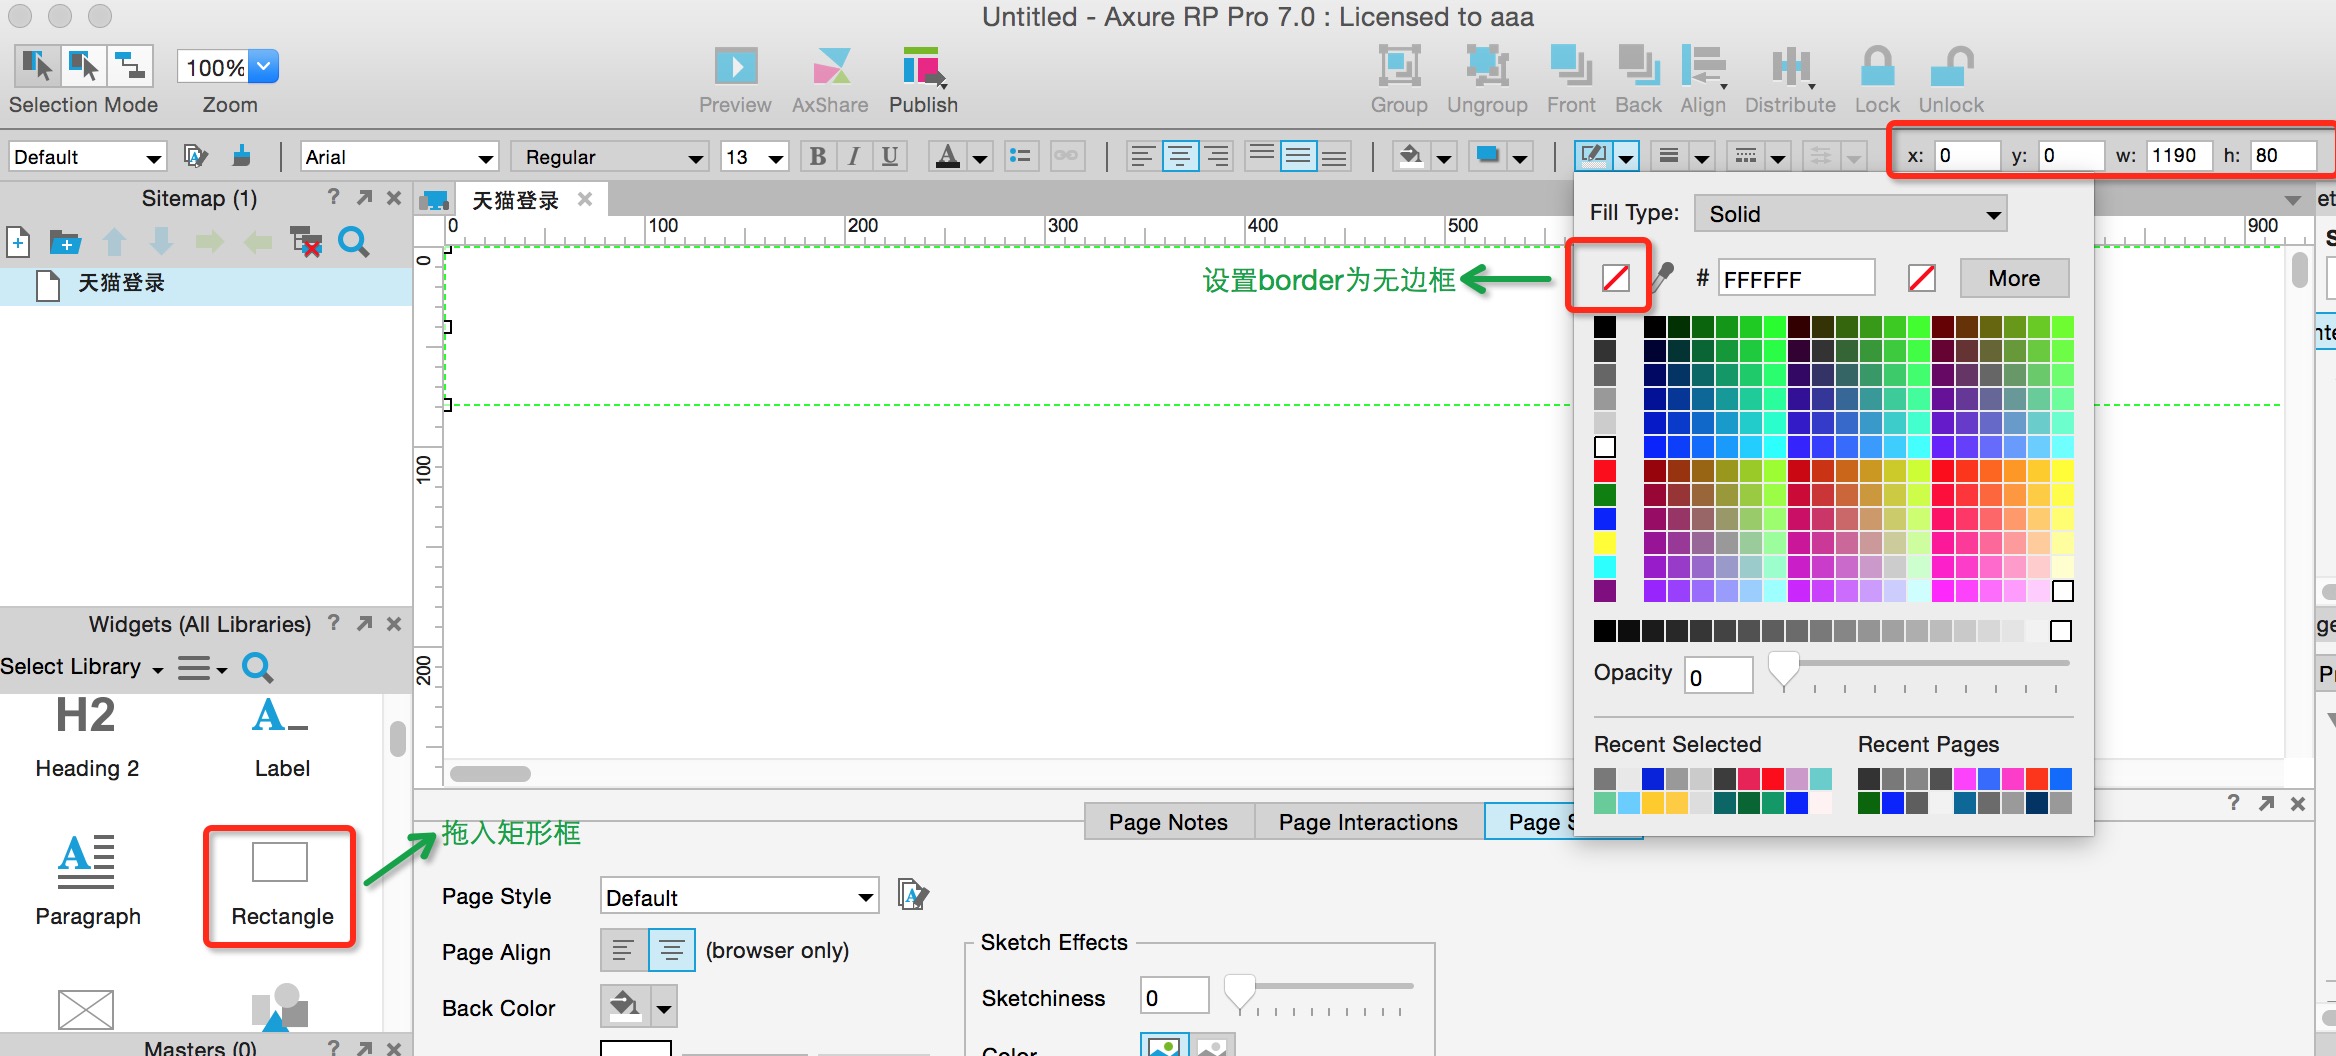 Untitled - Axure RP Pro 7.0 : Licensed to aaa
100%
Selection Mode
Zoom
Preview
AxShare
Publish
Group
Ungroup
Front
Back
Align
Distribute
Lock
Unlock
Default
Arial
Regular
13
B I U
A
x: 0 y: 0 w: 1190 h: 80
Sitemap (1)
天猫登录
天猫登录
0 100 200 300 400 500 900
0
100
200
Fill Type: Solid
设置border为无边框
# FFFFFF
More
Opacity 0
Recent Selected
Recent Pages
Widgets (All Libraries)
Select Library
H2
Heading 2
A_
Label
A
Paragraph
Rectangle
拖入矩形框
Masters (0)
Page Notes
Page Interactions
Page S
Page Style Default
Page Align (browser only)
Back Color
Sketch Effects
Sketchiness 0
Color